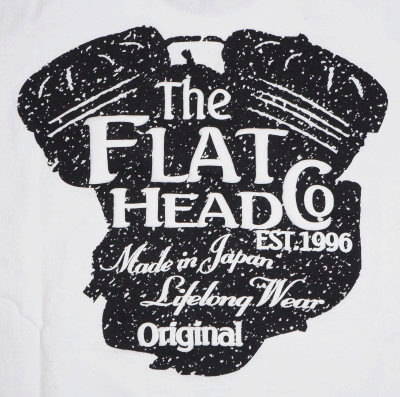 The
FLAT
HEAD Co
EST.1996
Made in Japan
Lifelong Wear
Original